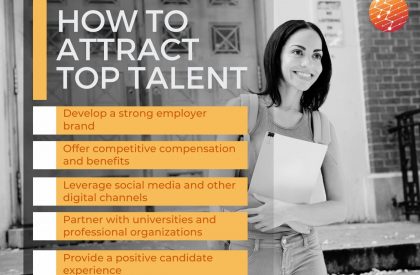 HOW TO
ATTRACT
TOP TALENT
Develop a strong employer
brand
Offer competitive compensation
and benefits
Leverage social media and other
digital channels
Partner with universities and
professional organizations
Provide a positive candidate
experience